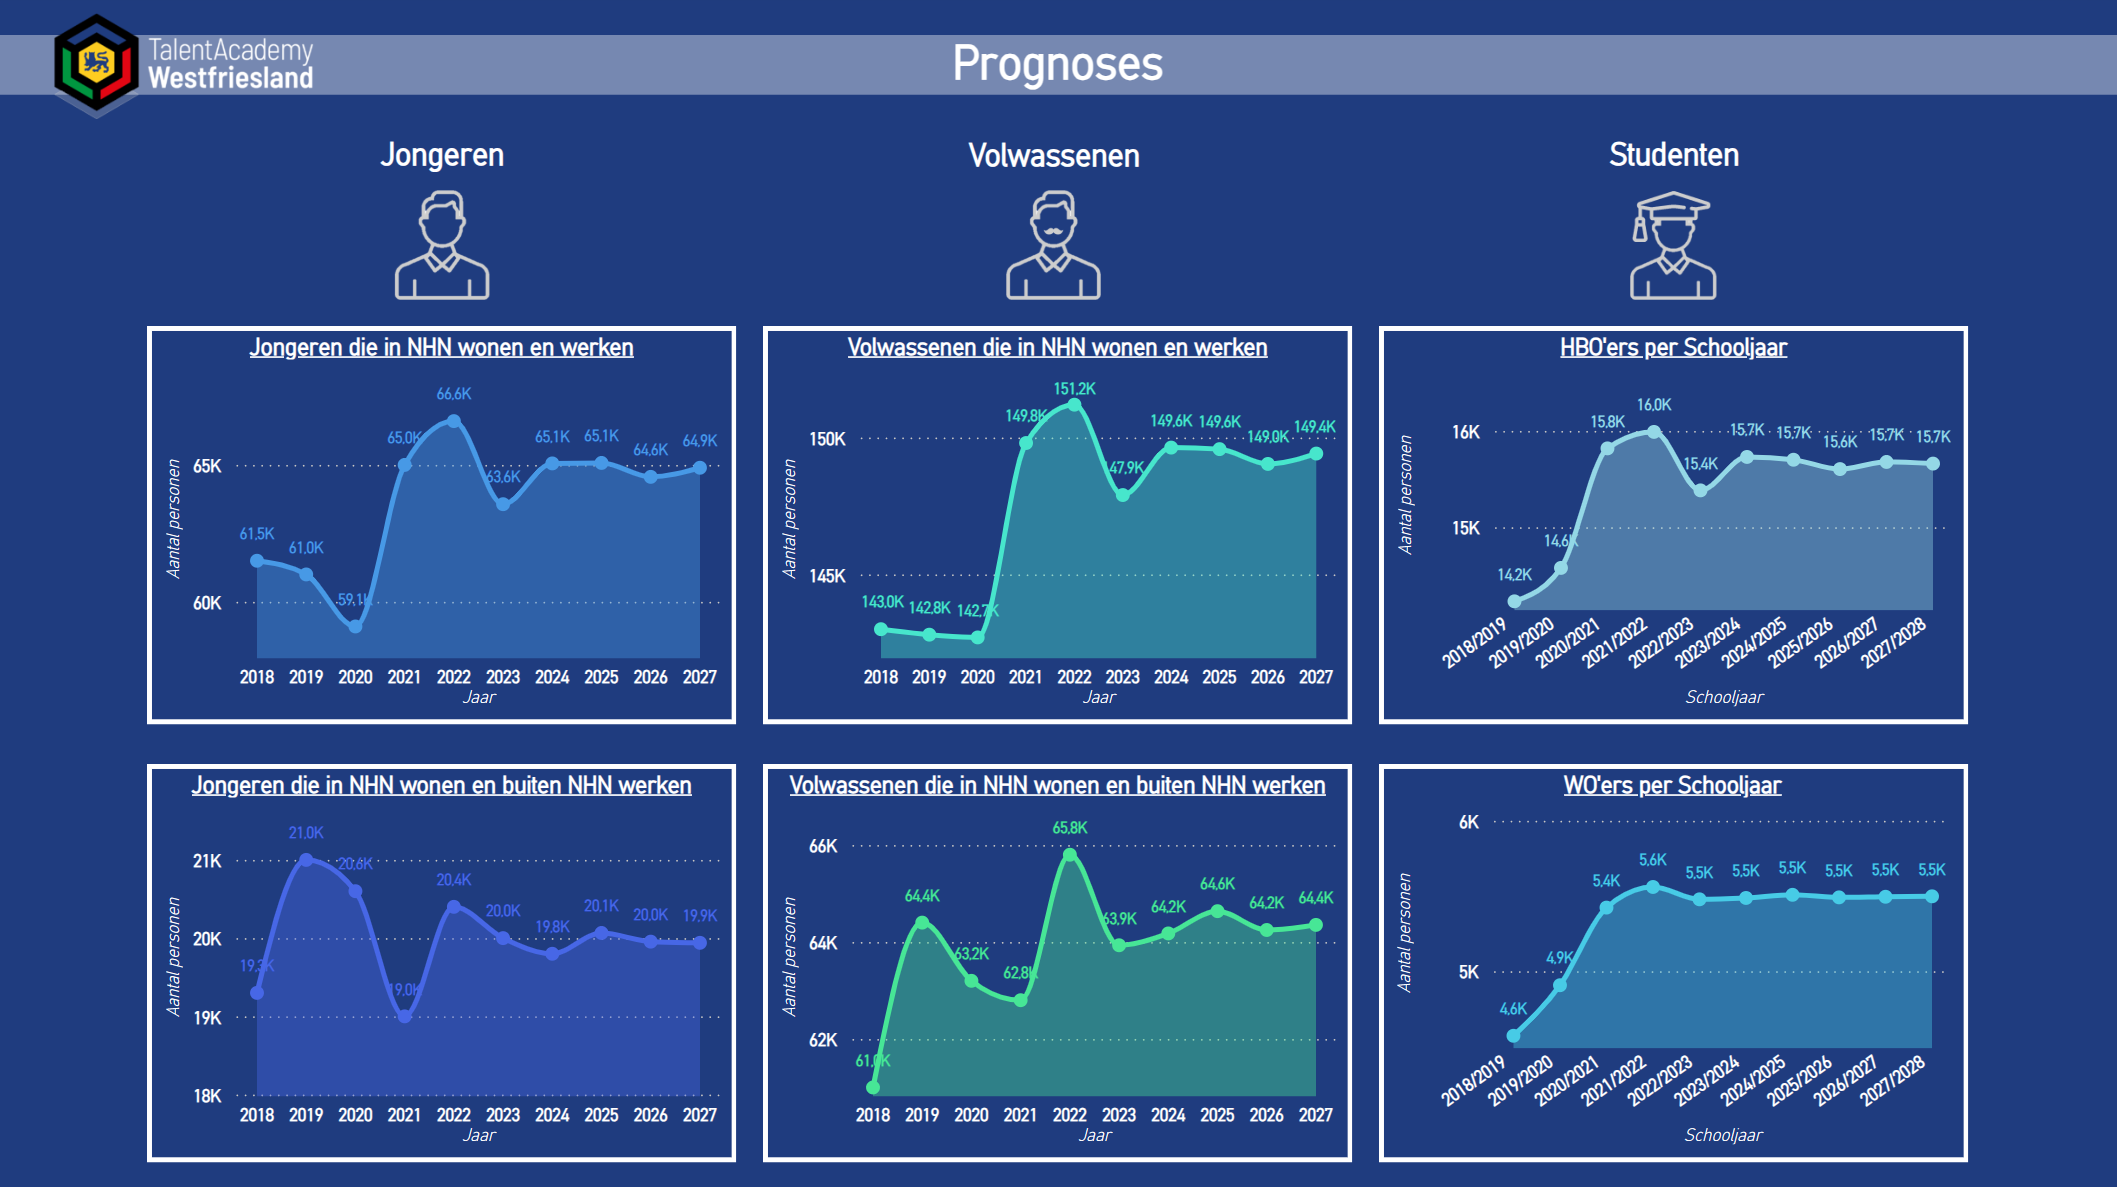 TalentAcademy
Westfriesland
Prognoses
Jongeren
Volwassenen
Studenten
Jongeren die in NHN wonen en werken
66,6K
65,0K
65,1K
65,1K
64,6K
64,9K
63,6K
61,5K
61,0K
59,1K
65K
60K
Aantal personen
2018 2019 2020 2021 2022 2023 2024 2025 2026 2027
Jaar
Volwassenen die in NHN wonen en werken
151,2K
149,8K
149,6K
149,6K
149,0K
149,4K
147,9K
143,0K
142,8K
142,7K
150K
145K
Aantal personen
2018 2019 2020 2021 2022 2023 2024 2025 2026 2027
Jaar
HBO'ers per Schooljaar
16,0K
15,8K
15,7K
15,7K
15,6K
15,7K
15,7K
15,4K
14,6K
14,2K
16K
15K
Aantal personen
2018/2019 2019/2020 2020/2021 2021/2022 2022/2023 2023/2024 2024/2025 2025/2026 2026/2027 2027/2028
Schooljaar
Jongeren die in NHN wonen en buiten NHN werken
21,0K
20,6K
20,4K
20,0K
19,8K
20,1K
20,0K
19,9K
19,3K
19,0K
21K
20K
19K
18K
Aantal personen
2018 2019 2020 2021 2022 2023 2024 2025 2026 2027
Jaar
Volwassenen die in NHN wonen en buiten NHN werken
65,8K
64,4K
63,2K
62,8K
63,9K
64,2K
64,6K
64,2K
64,4K
61,0K
66K
64K
62K
Aantal personen
2018 2019 2020 2021 2022 2023 2024 2025 2026 2027
Jaar
WO'ers per Schooljaar
5,6K
5,4K
5,5K
5,5K
5,5K
5,5K
5,5K
5,5K
4,9K
4,6K
6K
5K
Aantal personen
2018/2019 2019/2020 2020/2021 2021/2022 2022/2023 2023/2024 2024/2025 2025/2026 2026/2027 2027/2028
Schooljaar